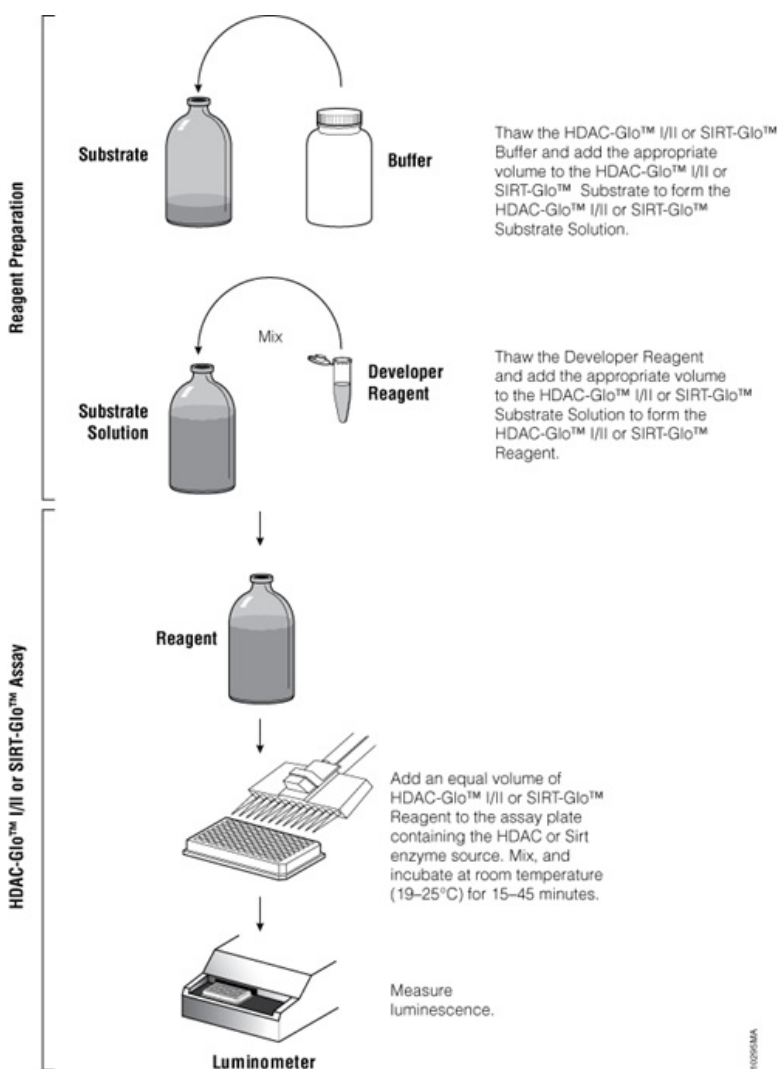 Substrate
Buffer
Thaw the HDAC-Glo™ I/II or SIRT-Glo™
Buffer and add the appropriate
volume to the HDAC-Glo™ I/II or
SIRT-Glo™ Substrate to form the
HDAC-Glo™ I/II or SIRT-Glo™
Substrate Solution.
Reagent Preparation
Mix
Developer
Reagent
Substrate
Solution
Thaw the Developer Reagent
and add the appropriate volume
to the HDAC-Glo™ I/II or SIRT-Glo™
Substrate Solution to form the
HDAC-Glo™ I/II or SIRT-Glo™
Reagent.
HDAC-Glo™ I/II or SIRT-Glo™ Assay
Reagent
Add an equal volume of
HDAC-Glo™ I/II or SIRT-Glo™
Reagent to the assay plate
containing the HDAC or Sirt
enzyme source. Mix, and
incubate at room temperature
(19–25°C) for 15–45 minutes.
Measure
luminescence.
Luminometer
10295MA